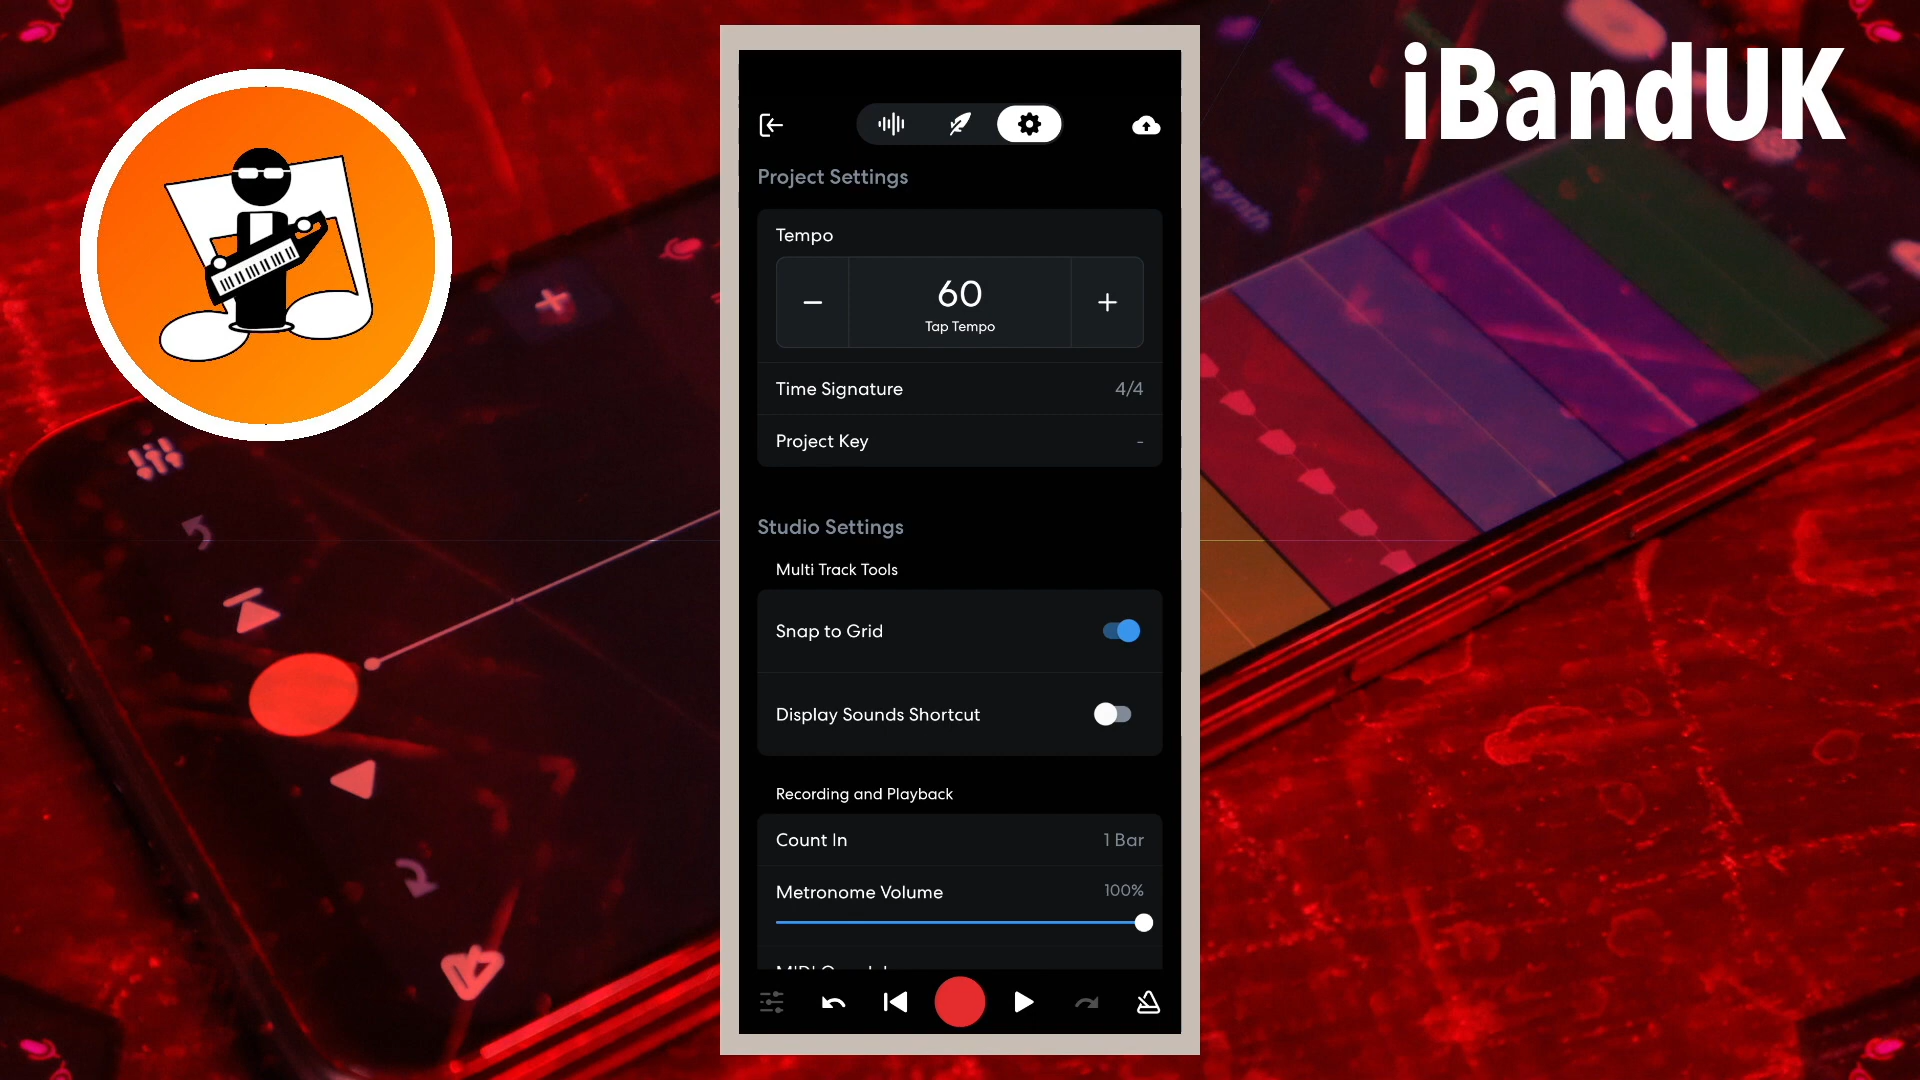 iBandUK
Project Settings
Tempo
60
Tap Tempo
Time Signature 4/4
Project Key -
Studio Settings
Multi Track Tools
Snap to Grid
Display Sounds Shortcut
Recording and Playback
Count In 1 Bar
Metronome Volume 100%